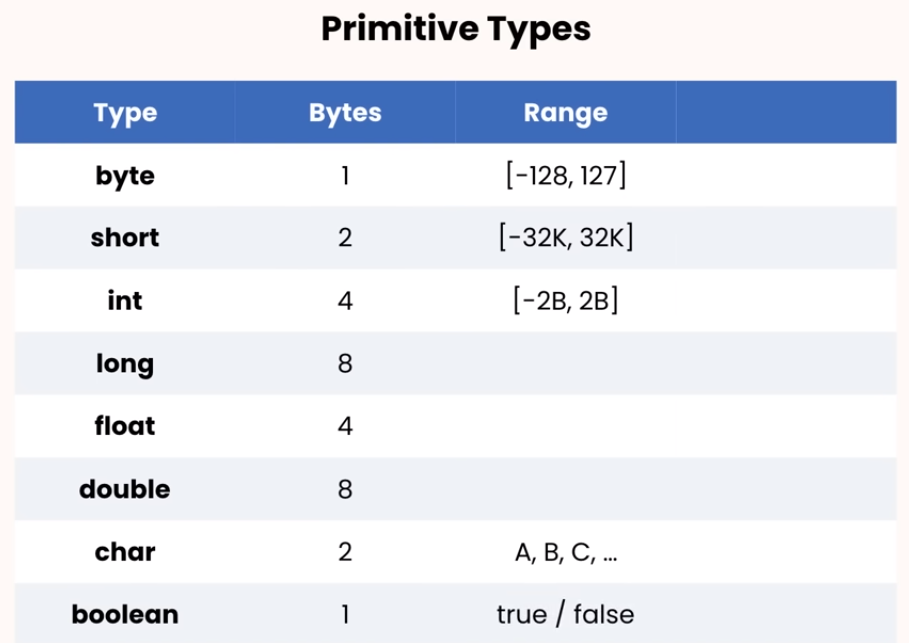 Primitive Types
Type Bytes Range
byte 1 [-128, 127]
short 2 [-32K, 32K]
int 4 [-2B, 2B]
long 8
float 4
double 8
char 2 A, B, C, ...
boolean 1 true / false